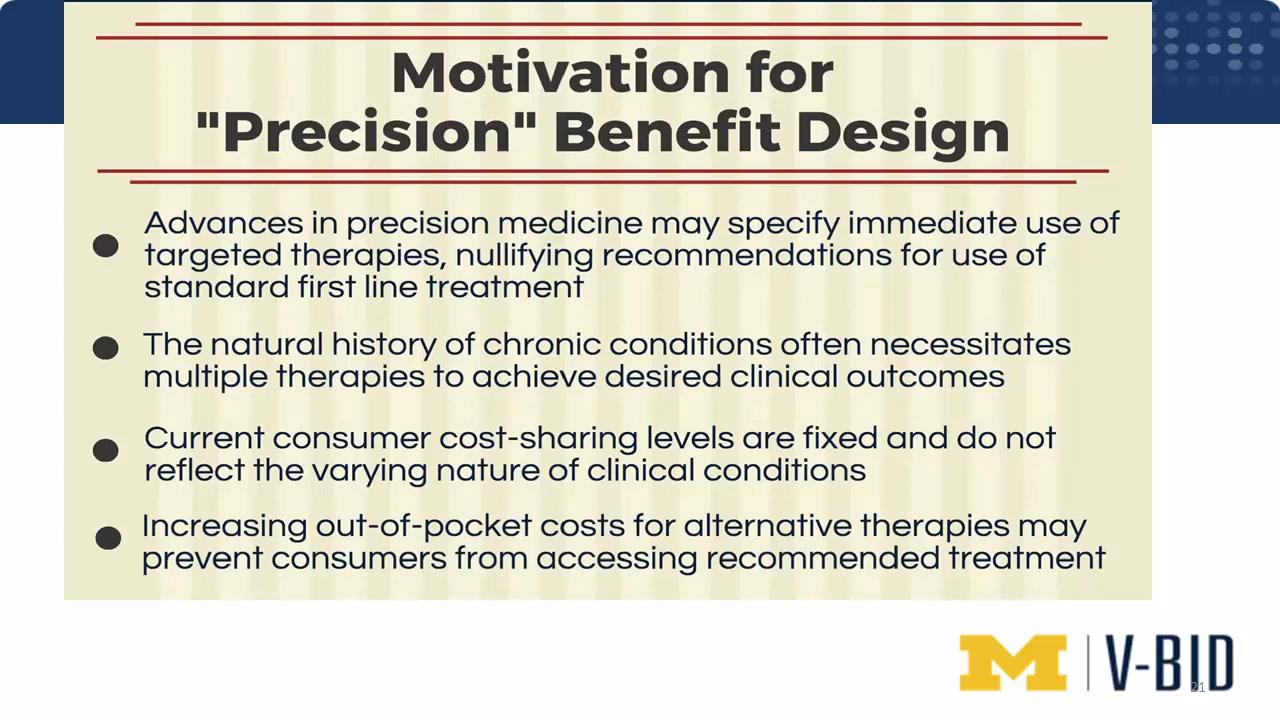 Motivation for
"Precision" Benefit Design
Advances in precision medicine may specify immediate use of
targeted therapies, nullifying recommendations for use of
standard first line treatment
The natural history of chronic conditions often necessitates
multiple therapies to achieve desired clinical outcomes
Current consumer cost-sharing levels are fixed and do not
reflect the varying nature of clinical conditions
Increasing out-of-pocket costs for alternative therapies may
prevent consumers from accessing recommended treatment
M | V-BID
21